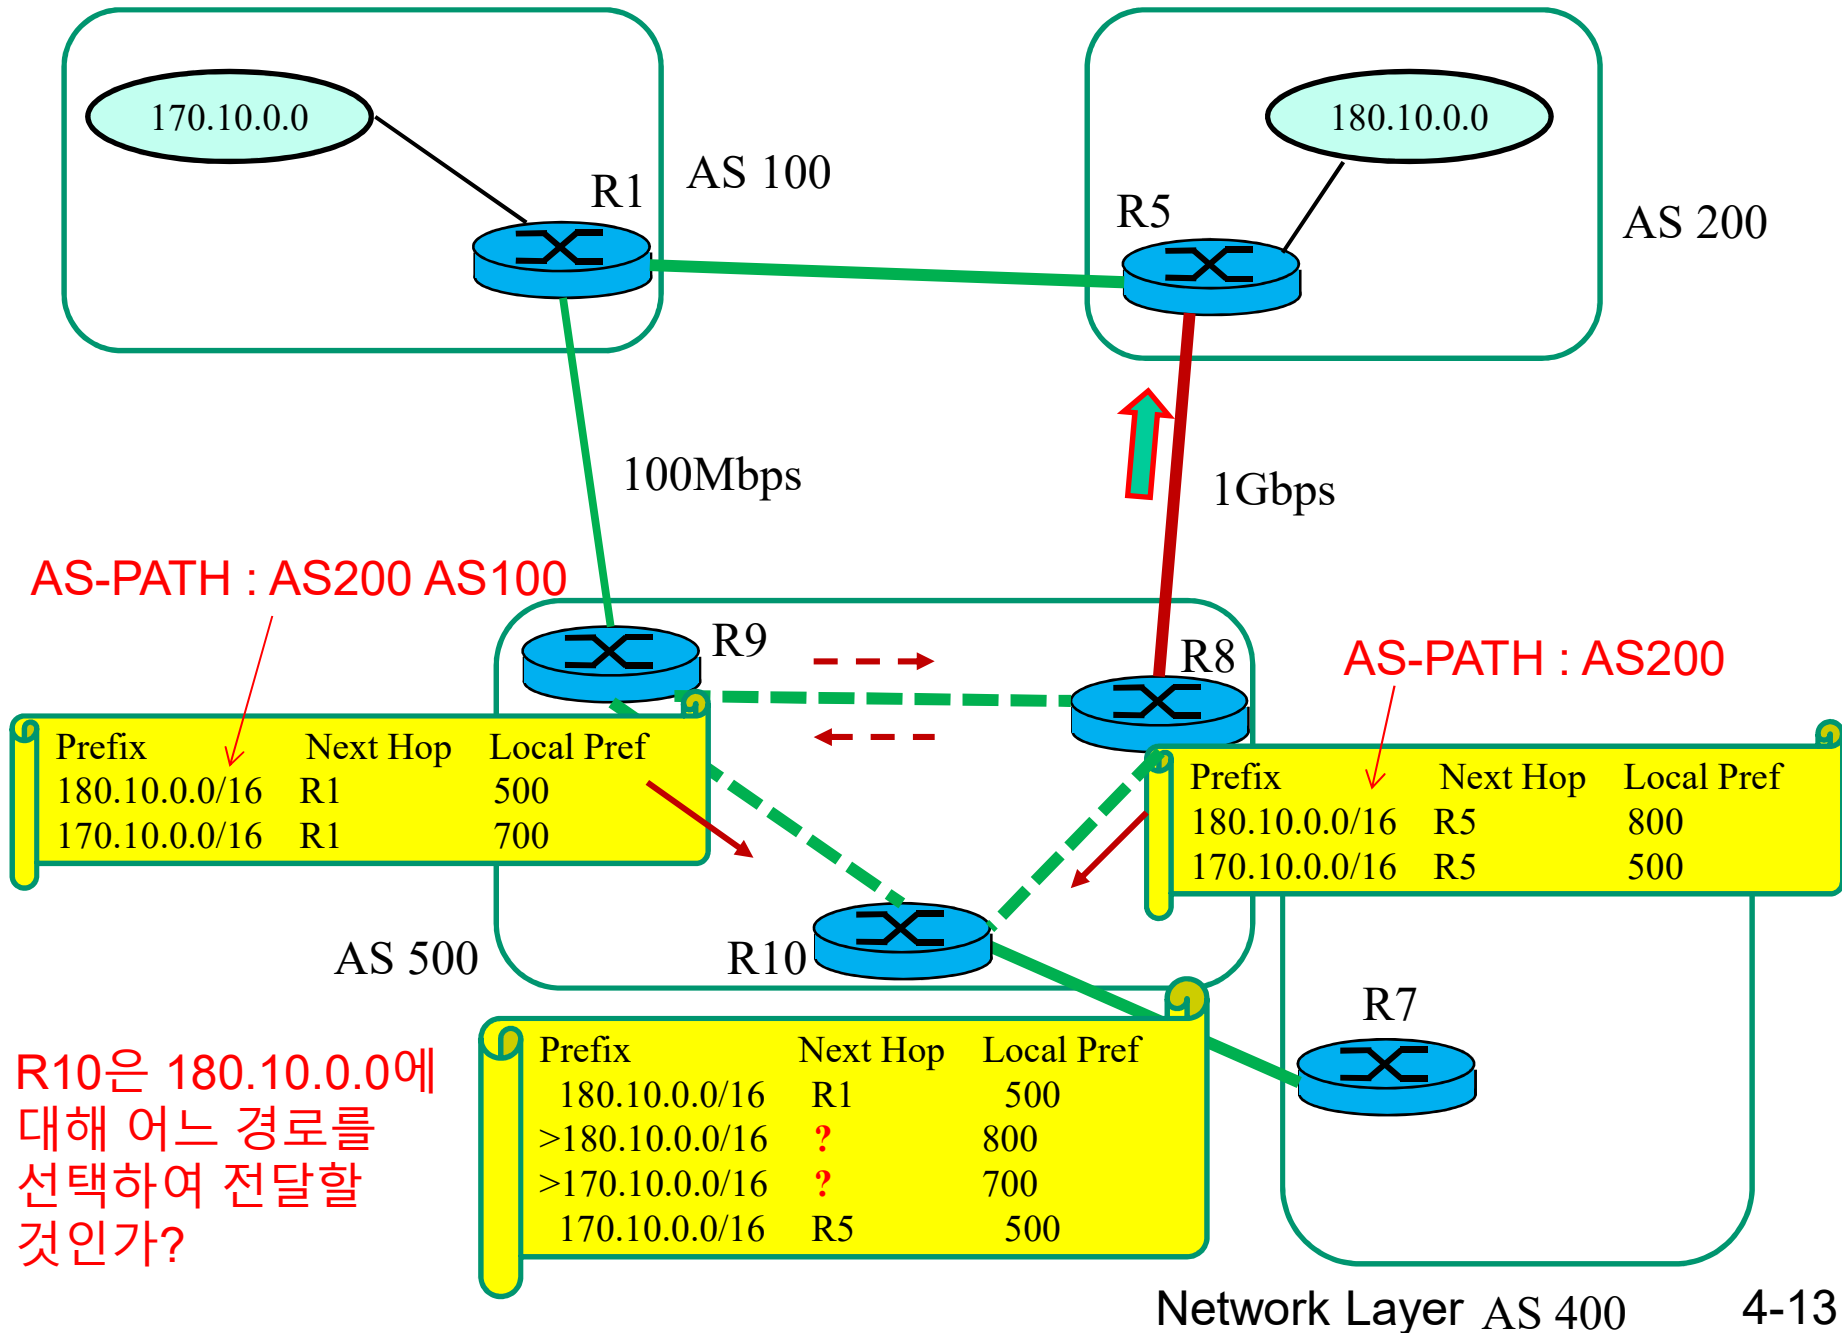 170.10.0.0
180.10.0.0
AS 100
R1
R5
AS 200
100Mbps
1Gbps
AS-PATH : AS200 AS100
R9
R8
AS-PATH : AS200
Prefix Next Hop Local Pref
180.10.0.0/16 R1 500
170.10.0.0/16 R1 700
Prefix Next Hop Local Pref
180.10.0.0/16 R5 800
170.10.0.0/16 R5 500
AS 500
R10
R7
R10은 180.10.0.0에
대해 어느 경로를
선택하여 전달할
것인가?
Prefix Next Hop Local Pref
180.10.0.0/16 R1 500
>180.10.0.0/16 ? 800
>170.10.0.0/16 ? 700
170.10.0.0/16 R5 500
Network Layer AS 400 4-13